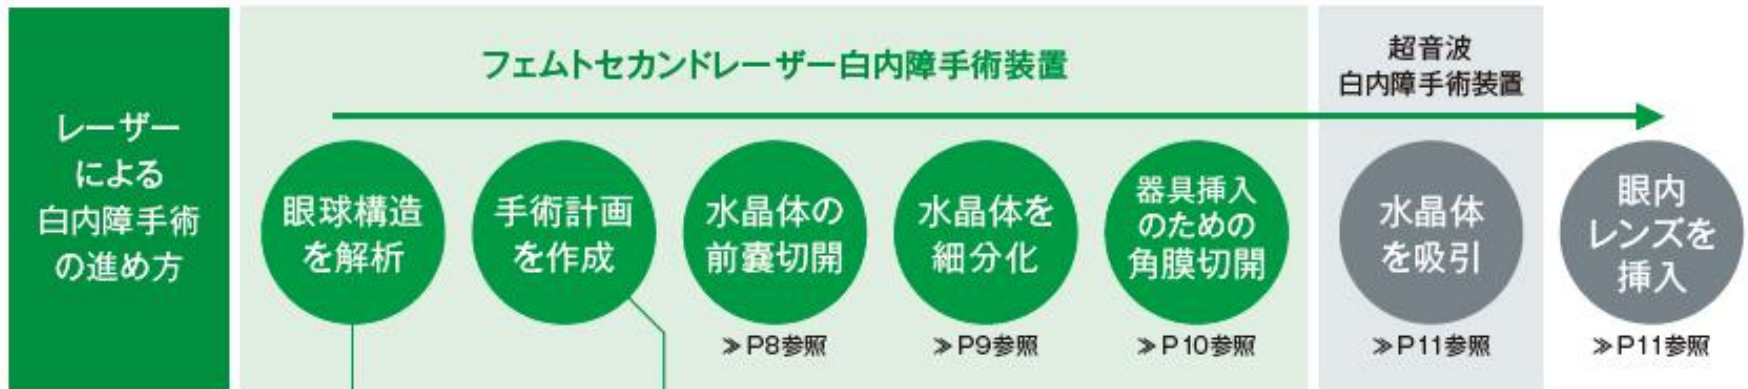 レーザー
による
白内障手術
の進め方
フェムトセカンドレーザー白内障手術装置
眼球構造
を解析
手術計画
を作成
水晶体の
前嚢切開
≫P8参照
水晶体を
細分化
≫P9参照
器具挿入
のための
角膜切開
≫P10参照
超音波
白内障手術装置
水晶体
を吸引
≫P11参照
眼内
レンズを
挿入
≫P11参照